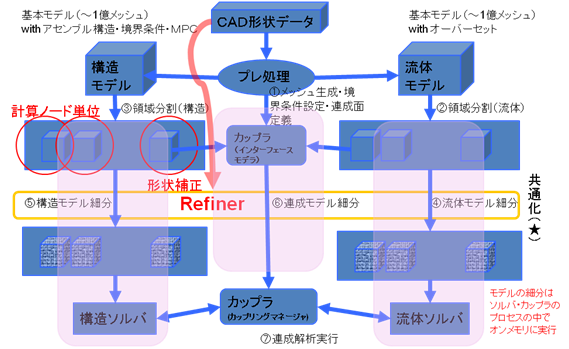 基本モデル(～1億メッシュ)
withアセンブル構造・境界条件・MPC
CAD形状データ
基本モデル(～1億メッシュ)
withオーバーセット
構造
モデル
プレ処理
流体
モデル
①メッシュ生成・境
界条件設定・連成面
定義
計算ノード単位
③領域分割(構造)
②領域分割(流体)
カップラ
(インターフェース
モデラ)
形状補正
⑤構造モデル細分
Refiner
⑥連成モデル細分
④流体モデル細分
共通化(★)
構造ソルバ
カップラ
(カップリングマネージャ)
流体ソルバ
モデルの細分は
ソルバ・カップラの
プロセスの中で
オンメモリに実行
⑦連成解析実行